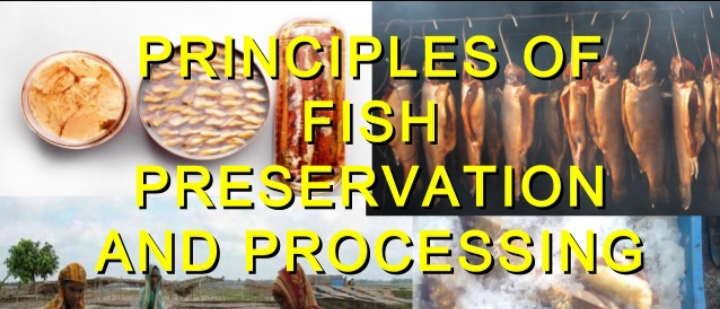 PRINCIPLES OF
FISH
PRESERVATION
AND PROCESSING